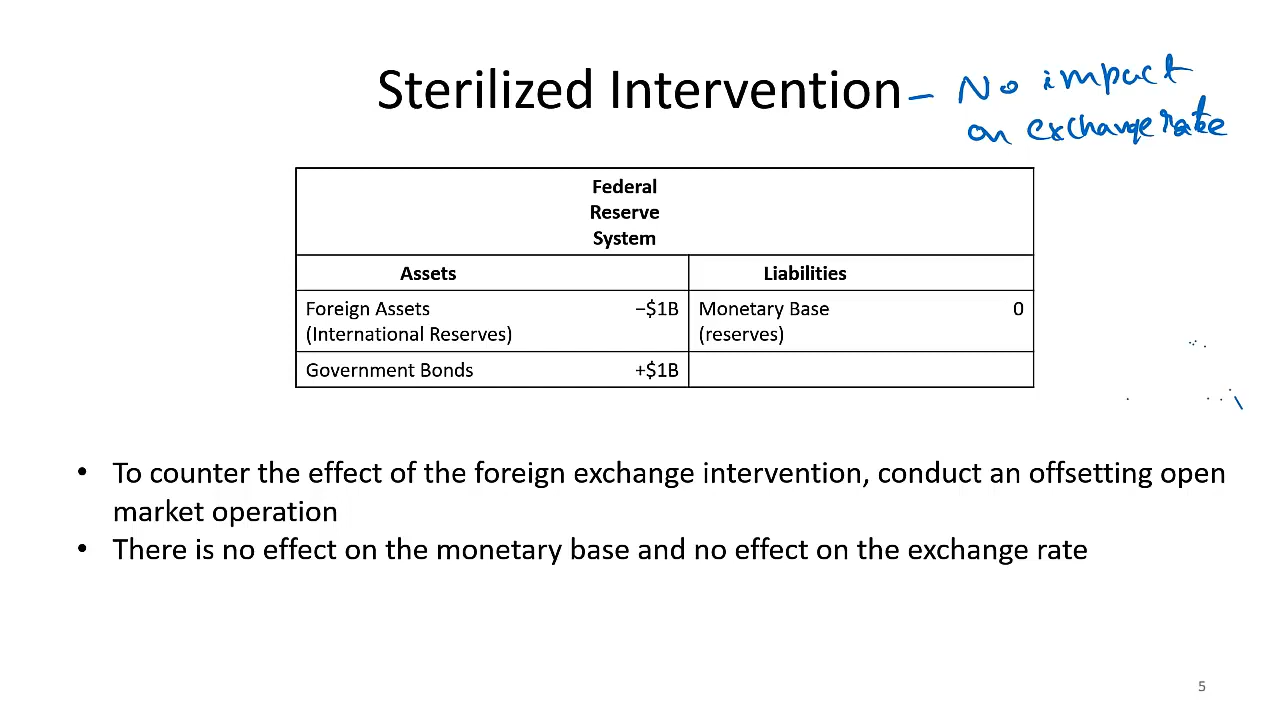 Sterilized Intervention – No impact
on exchange rate
Federal
Reserve
System
Assets Liabilities
Foreign Assets −$1B Monetary Base 0
(International Reserves) (reserves)
Government Bonds +$1B
• To counter the effect of the foreign exchange intervention, conduct an offsetting open
market operation
• There is no effect on the monetary base and no effect on the exchange rate
5